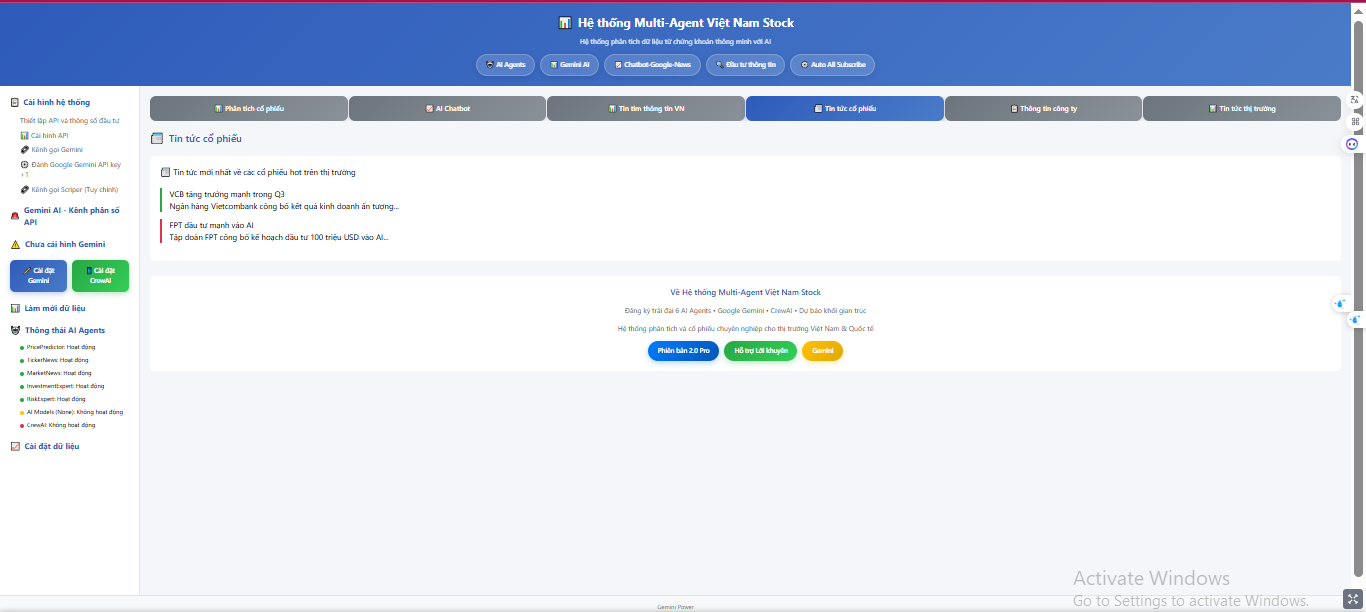 Hệ thống Multi-Agent Việt Nam Stock
Hệ thống phân tích dữ liệu từ chứng khoán thông minh với AI
AI Agents
Gemini AI
Chatbot-Google-News
Đầu tư thông tin
Auto All Subscribe
Cài hình hệ thống
Thiết lập API và thông số đầu tư
Cài hình API
Kênh gọi Gemini
Đành Google Gemini API key
+1
Kênh gọi Scriper (Tuy chinh)
Gemini AI - Kênh phân số
API
Chưa cái hình Gemini
Cài đặt
Gemini
Cài đặt
CrewAI
Làm mới dữ liệu
Thông thái AI Agents
PricePredictor: Hoạt động
TickerNews: Hoạt động
MarketNews: Hoạt động
InvestmentExpert: Hoạt động
RiskExpert: Hoạt động
AI Models (None): Không hoạt động
CrewAI: Không hoạt động
Cài đặt dữ liệu
Phân tích cổ phiếu
AI Chatbot
Tin tìm thông tin VN
Tin tức cổ phiếu
Thông tin công ty
Tin tức thị trường
Tin tức cổ phiếu
Tin tức mới nhất về các cổ phiếu hot trên thị trường
VCB tăng trưởng mạnh trong Q3
Ngân hàng Vietcombank công bố kết quả kinh doanh ấn tượng...
FPT đầu tư mạnh vào AI
Tập đoàn FPT công bố kế hoạch đầu tư 100 triệu USD vào AI...
Về Hệ thống Multi-Agent Việt Nam Stock
Đăng ký trải đại 6 AI Agents • Google Gemini • CrewAI • Dự báo khối gian trúc
Hệ thống phân tích và cổ phiếu chuyên nghiệp cho thị trường Việt Nam & Quốc tế
Phiên bản 2.0 Pro
Hỗ trợ Lời khuyên
Gemini
Activate Windows
Go to Settings to activate Windows.
Gemini Power